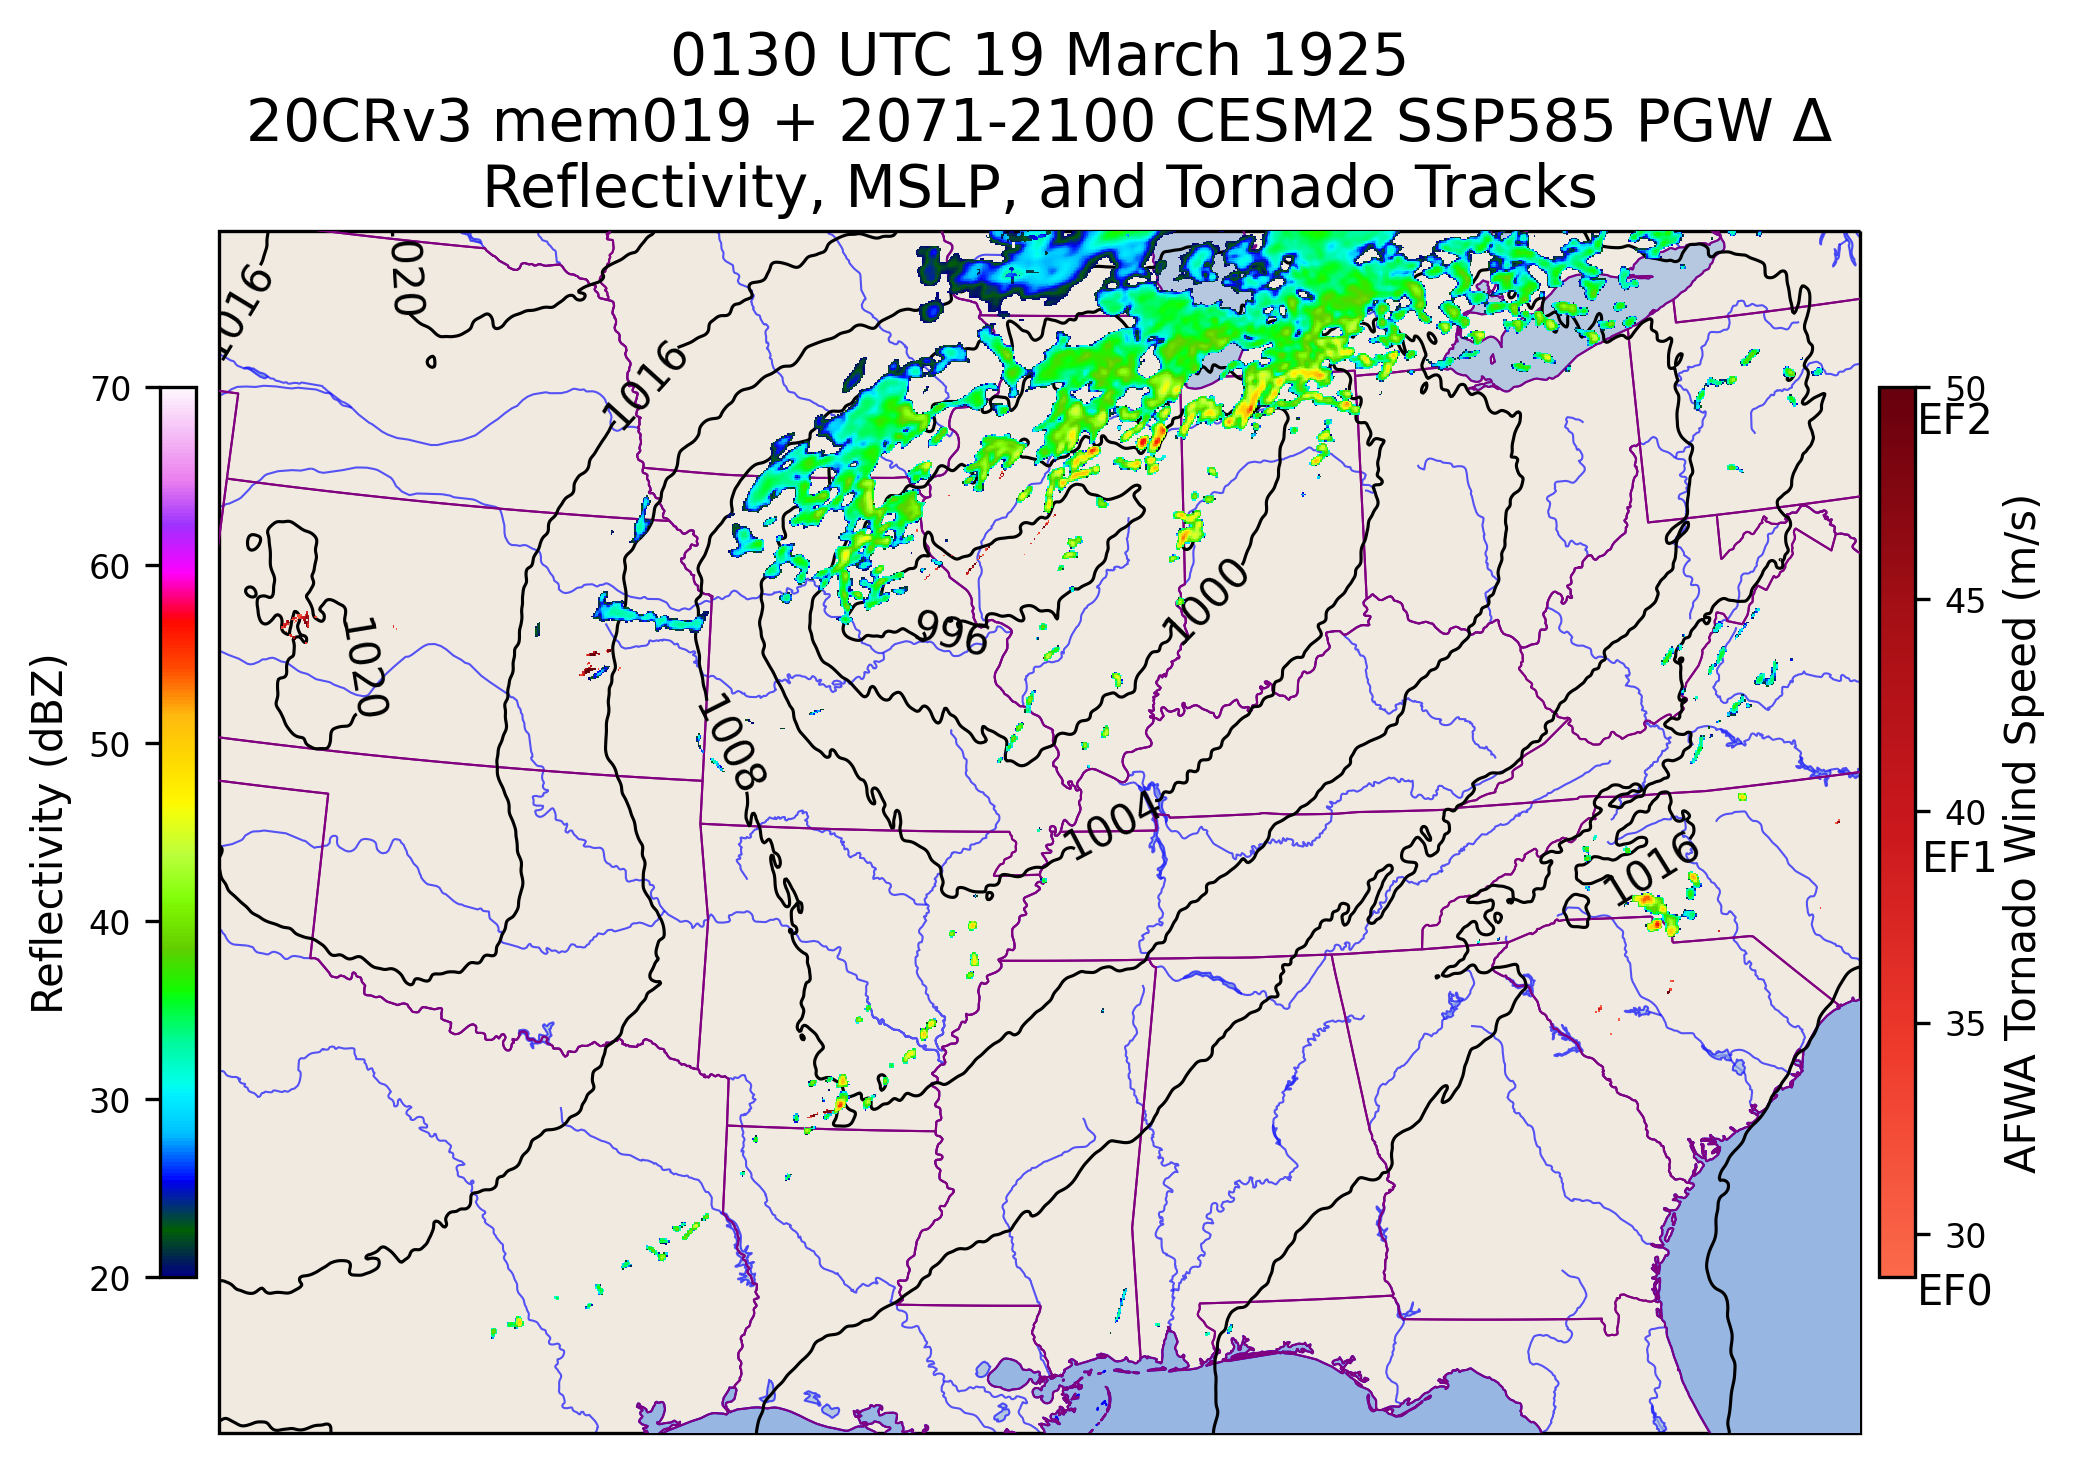 0130 UTC 19 March 1925
20CRv3 mem019 + 2071-2100 CESM2 SSP585 PGW Δ
Reflectivity, MSLP, and Tornado Tracks
1016
1020
1016
1020
996
1000
1008
1004
1016
70
60
50
40
30
20
Reflectivity (dBZ)
50
EF2
45
40
EF1
35
30
EF0
AFWA Tornado Wind Speed (m/s)